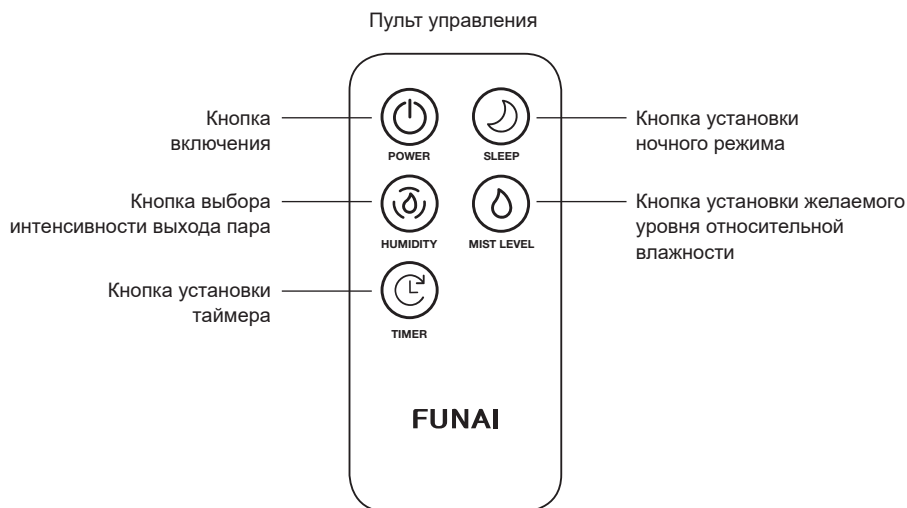 Пульт управления
Кнопка
включения
POWER
SLEEP
Кнопка установки
ночного режима
Кнопка выбора
интенсивности выхода пара
HUMIDITY
MIST LEVEL
Кнопка установки желаемого
уровня относительной
влажности
Кнопка установки
таймера
TIMER
FUNAI